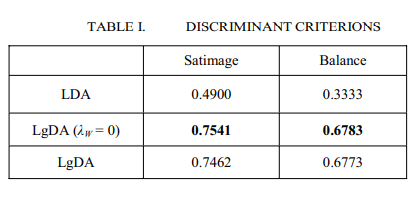 TABLE I. DISCRIMINANT CRITERIONS
Satimage Balance
LDA 0.4900 0.3333
LgDA (λW = 0) 0.7541 0.6783
LgDA 0.7462 0.6773